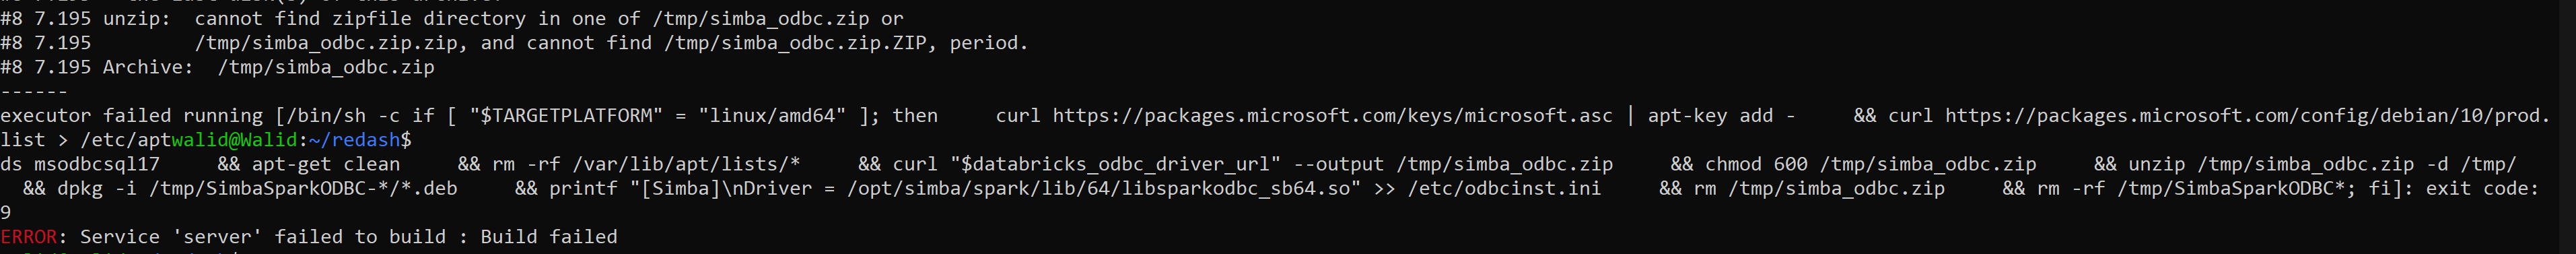 #8 7.195 unzip:  cannot find zipfile directory in one of /tmp/simba_odbc.zip or
#8 7.195         /tmp/simba_odbc.zip.zip, and cannot find /tmp/simba_odbc.zip.ZIP, period.
#8 7.195 Archive:  /tmp/simba_odbc.zip
------
executor failed running [/bin/sh -c if [ "$TARGETPLATFORM" = "linux/amd64" ]; then     curl https://packages.microsoft.com/keys/microsoft.asc | apt-key add -     && curl https://packages.microsoft.com/config/debian/10/prod.
list > /etc/aptwalid@Walid:~/redash$
ds msodbcsql17     && apt-get clean     && rm -rf /var/lib/apt/lists/*     && curl "$databricks_odbc_driver_url" --output /tmp/simba_odbc.zip     && chmod 600 /tmp/simba_odbc.zip     && unzip /tmp/simba_odbc.zip -d /tmp/
  && dpkg -i /tmp/SimbaSparkODBC-*/*.deb     && printf "[Simba]\nDriver = /opt/simba/spark/lib/64/libsparkodbc_sb64.so" >> /etc/odbcinst.ini     && rm /tmp/simba_odbc.zip     && rm -rf /tmp/SimbaSparkODBC*; fi]: exit code:
9
ERROR: Service 'server' failed to build : Build failed